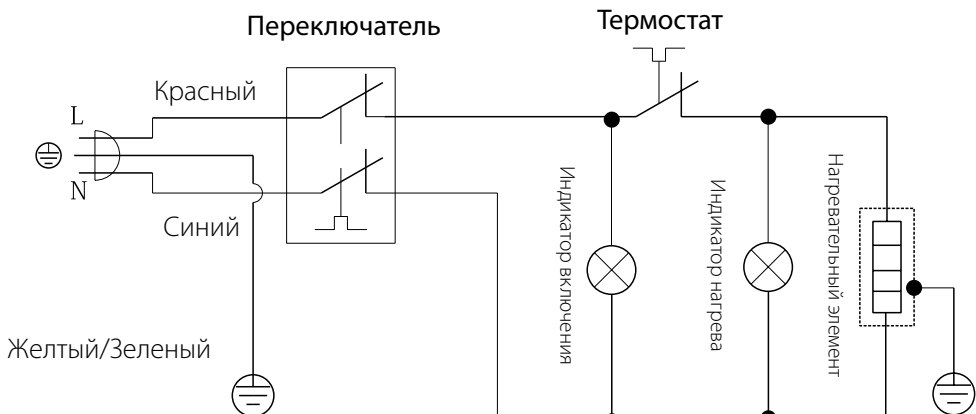 Переключатель
Термостат
Красный
L
N
Синий
Желтый/Зеленый
Индикатор включения
Индикатор нагрева
Нагревательный элемент